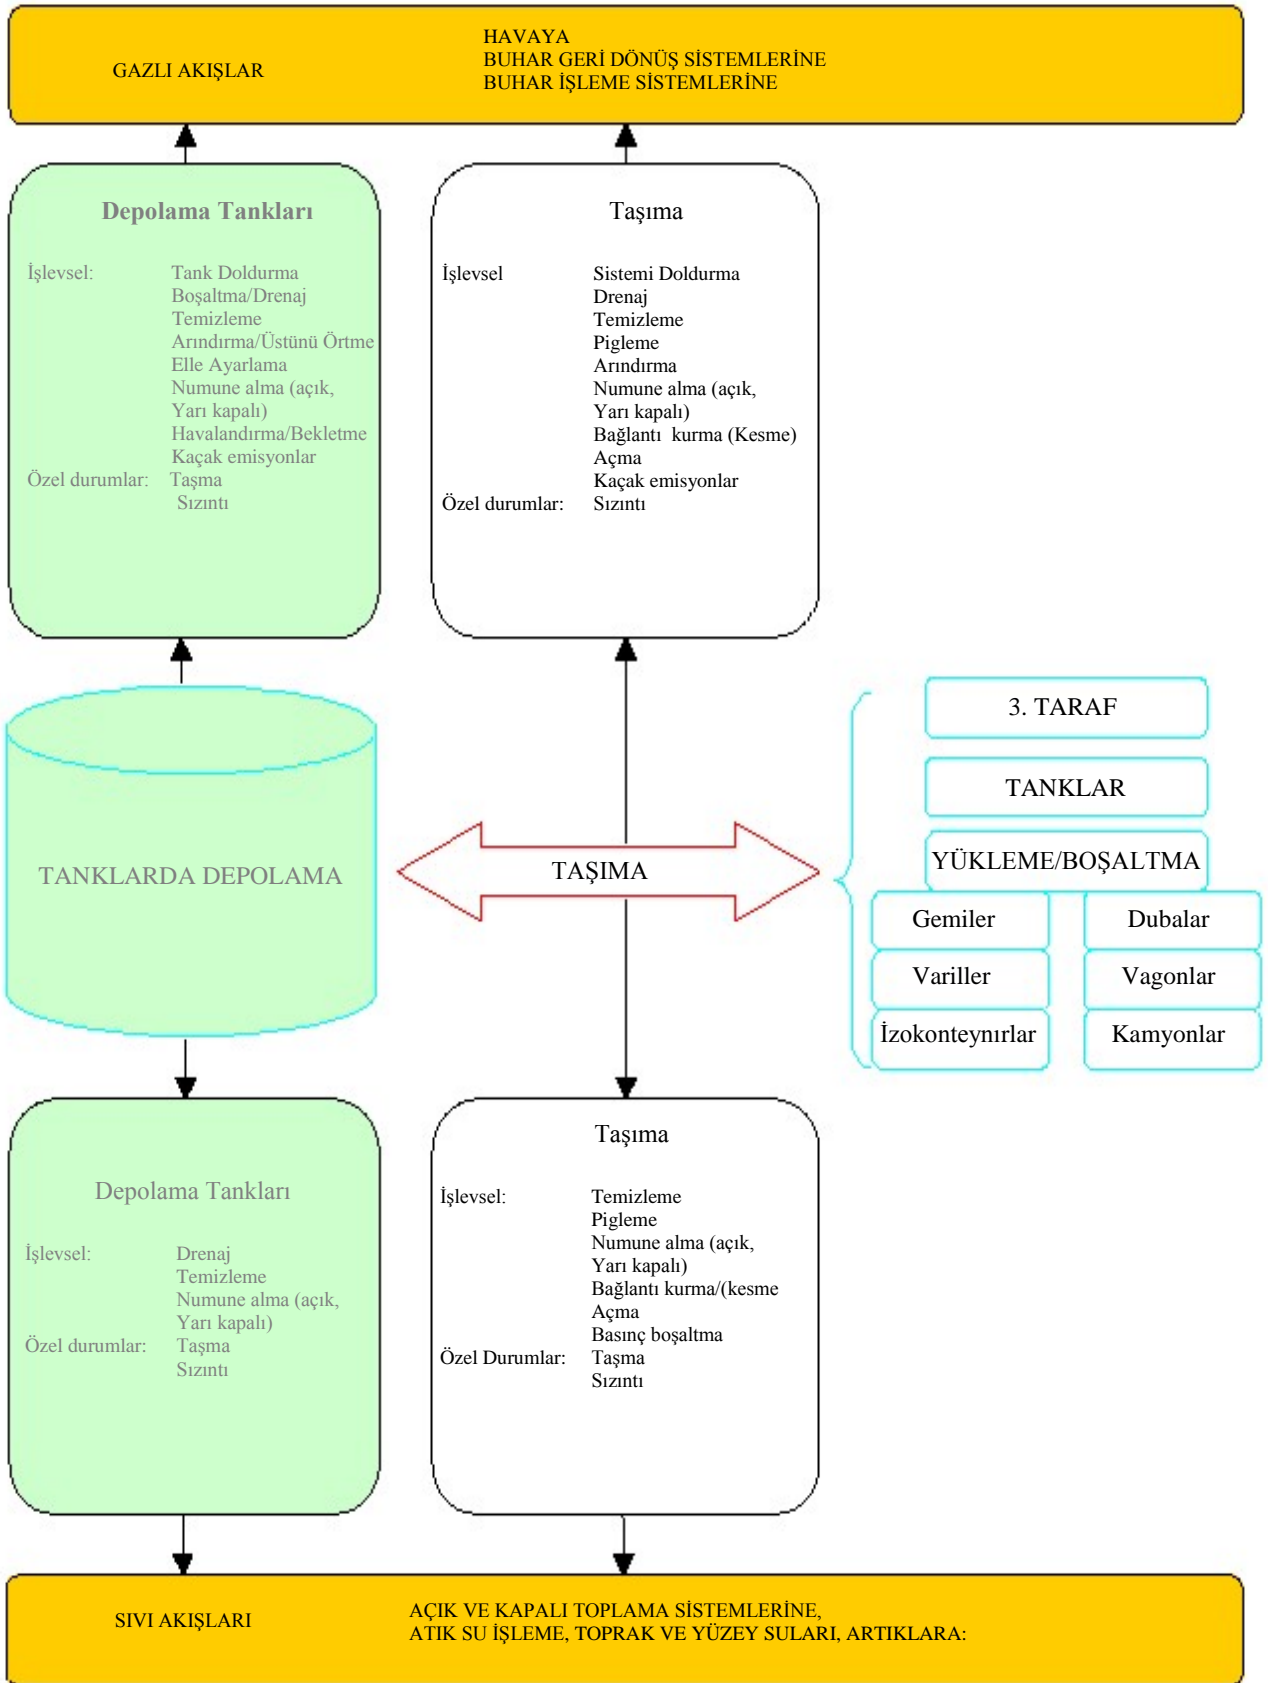 GAZLI AKIŞLAR
HAVAYA
BUHAR GERİ DÖNÜŞ SİSTEMLERİNE
BUHAR İŞLEME SİSTEMLERİNE
Depolama Tankları
İşlevsel: Tank Doldurma
Boşaltma/Drenaj
Temizleme
Arındırma/Üstünü Örtme
Elle Ayarlama
Numune alma (açık,
Yarı kapalı)
Havalandırma/Bekletme
Kaçak emisyonlar
Özel durumlar: Taşma
Sızıntı
Taşıma
İşlevsel Sistemi Doldurma
Drenaj
Temizleme
Pigleme
Arındırma
Numune alma (açık,
Yarı kapalı)
Bağlantı kurma (Kesme)
Açma
Kaçak emisyonlar
Özel durumlar: Sızıntı
TANKLARDA DEPOLAMA
TAŞIMA
3. TARAF
TANKLAR
YÜKLEME/BOŞALTMA
Gemiler Dubalar
Variller Vagonlar
İzokonteynırlar Kamyonlar
Depolama Tankları
İşlevsel: Drenaj
Temizleme
Numune alma (açık,
Yarı kapalı)
Özel durumlar: Taşma
Sızıntı
Taşıma
İşlevsel: Temizleme
Pigleme
Numune alma (açık,
Yarı kapalı)
Bağlantı kurma/(kesme
Açma
Basınç boşaltma
Özel Durumlar: Taşma
Sızıntı
SIVI AKIŞLARI
AÇIK VE KAPALI TOPLAMA SİSTEMLERİNE,
ATIK SU İŞLEME, TOPRAK VE YÜZEY SULARI, ARTIKLARA: